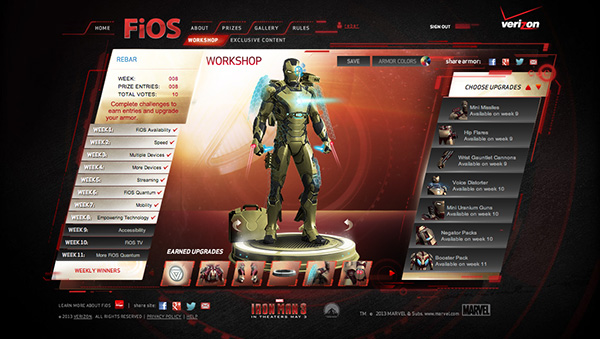 HOME
FiOS
ABOUT
PRIZES
GALLERY
RULES
rebar
SIGN OUT
verizon
WORKSHOP
EXCLUSIVE CONTENT
REBAR
WEEK: 008
PRIZE ENTRIES: 008
TOTAL VOTES: 10
Complete challenges to
earn entries and upgrade
your armor.
WEEK 1: FiOS Availability
WEEK 2: Speed
WEEK 3: Multiple Devices
WEEK 4: More Devices
WEEK 5: Streaming
WEEK 6: FiOS Quantum
WEEK 7: Mobility
WEEK 8: Empowering Technology
WEEK 9: Accessibility
WEEK 10: FiOS TV
WEEK 11: More FiOS Quantum
WEEKLY WINNERS
WORKSHOP
SAVE
ARMOR COLORS
share armor:
EARNED UPGRADES
CHOOSE UPGRADES
Mini Missiles
Available on week 9
Hip Flares
Available on week 9
Wrist Gauntlet Cannons
Available on week 9
Voice Distorter
Available on week 10
Mini Uranium Guns
Available on week 10
Negator Packs
Available on week 10
Booster Pack
Available on week 11
LEARN MORE ABOUT FIOS
share site:
© 2013 VERIZON. ALL RIGHTS RESERVED | PRIVACY POLICY | HELP
IRON MAN 3
IN THEATERS MAY 3
TM & © 2013 MARVEL & Subs. www.marvel.com
MARVEL